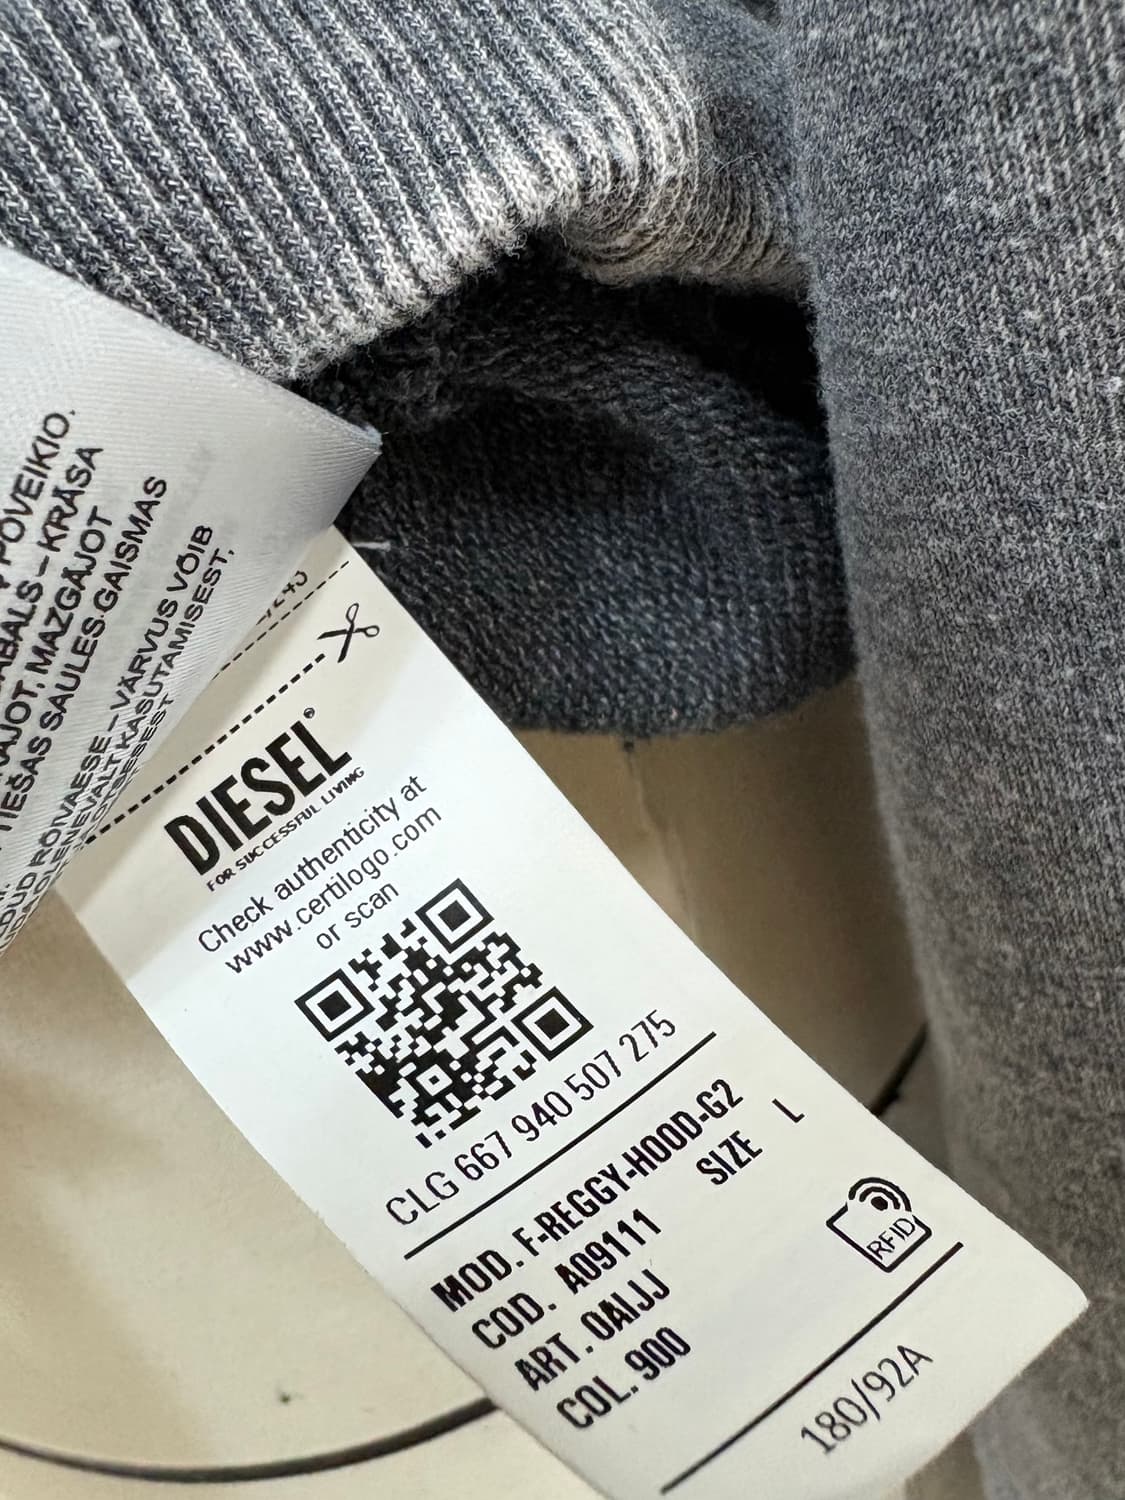 POVEIKIO.
KRĀSA
MAZGĀJOT
TIEŠAS SAULES GAISMAS
RÕIVAESE – VÄRVUS VÕIB
DIESEL®
FOR SUCCESSFUL LIVING
Check authenticity at
www.certilogo.com
or scan
CLG 667 940 507 275
MOD. F-REGGY-HOOD-G2
COD. A09111 SIZE L
ART. 0AIJJ
COL. 900
RFID
180/92A